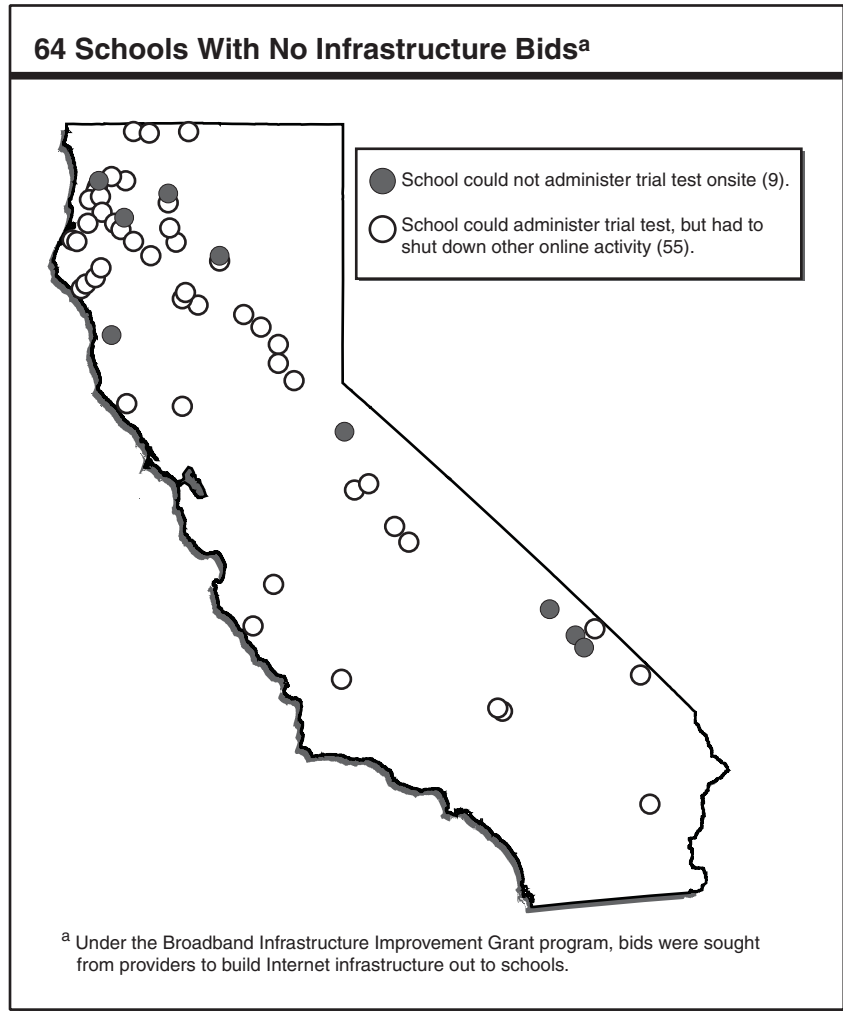 64 Schools With No Infrastructure Bidsᵃ
School could not administer trial test onsite (9).
School could administer trial test, but had to
shut down other online activity (55).
ᵃ Under the Broadband Infrastructure Improvement Grant program, bids were sought
from providers to build Internet infrastructure out to schools.